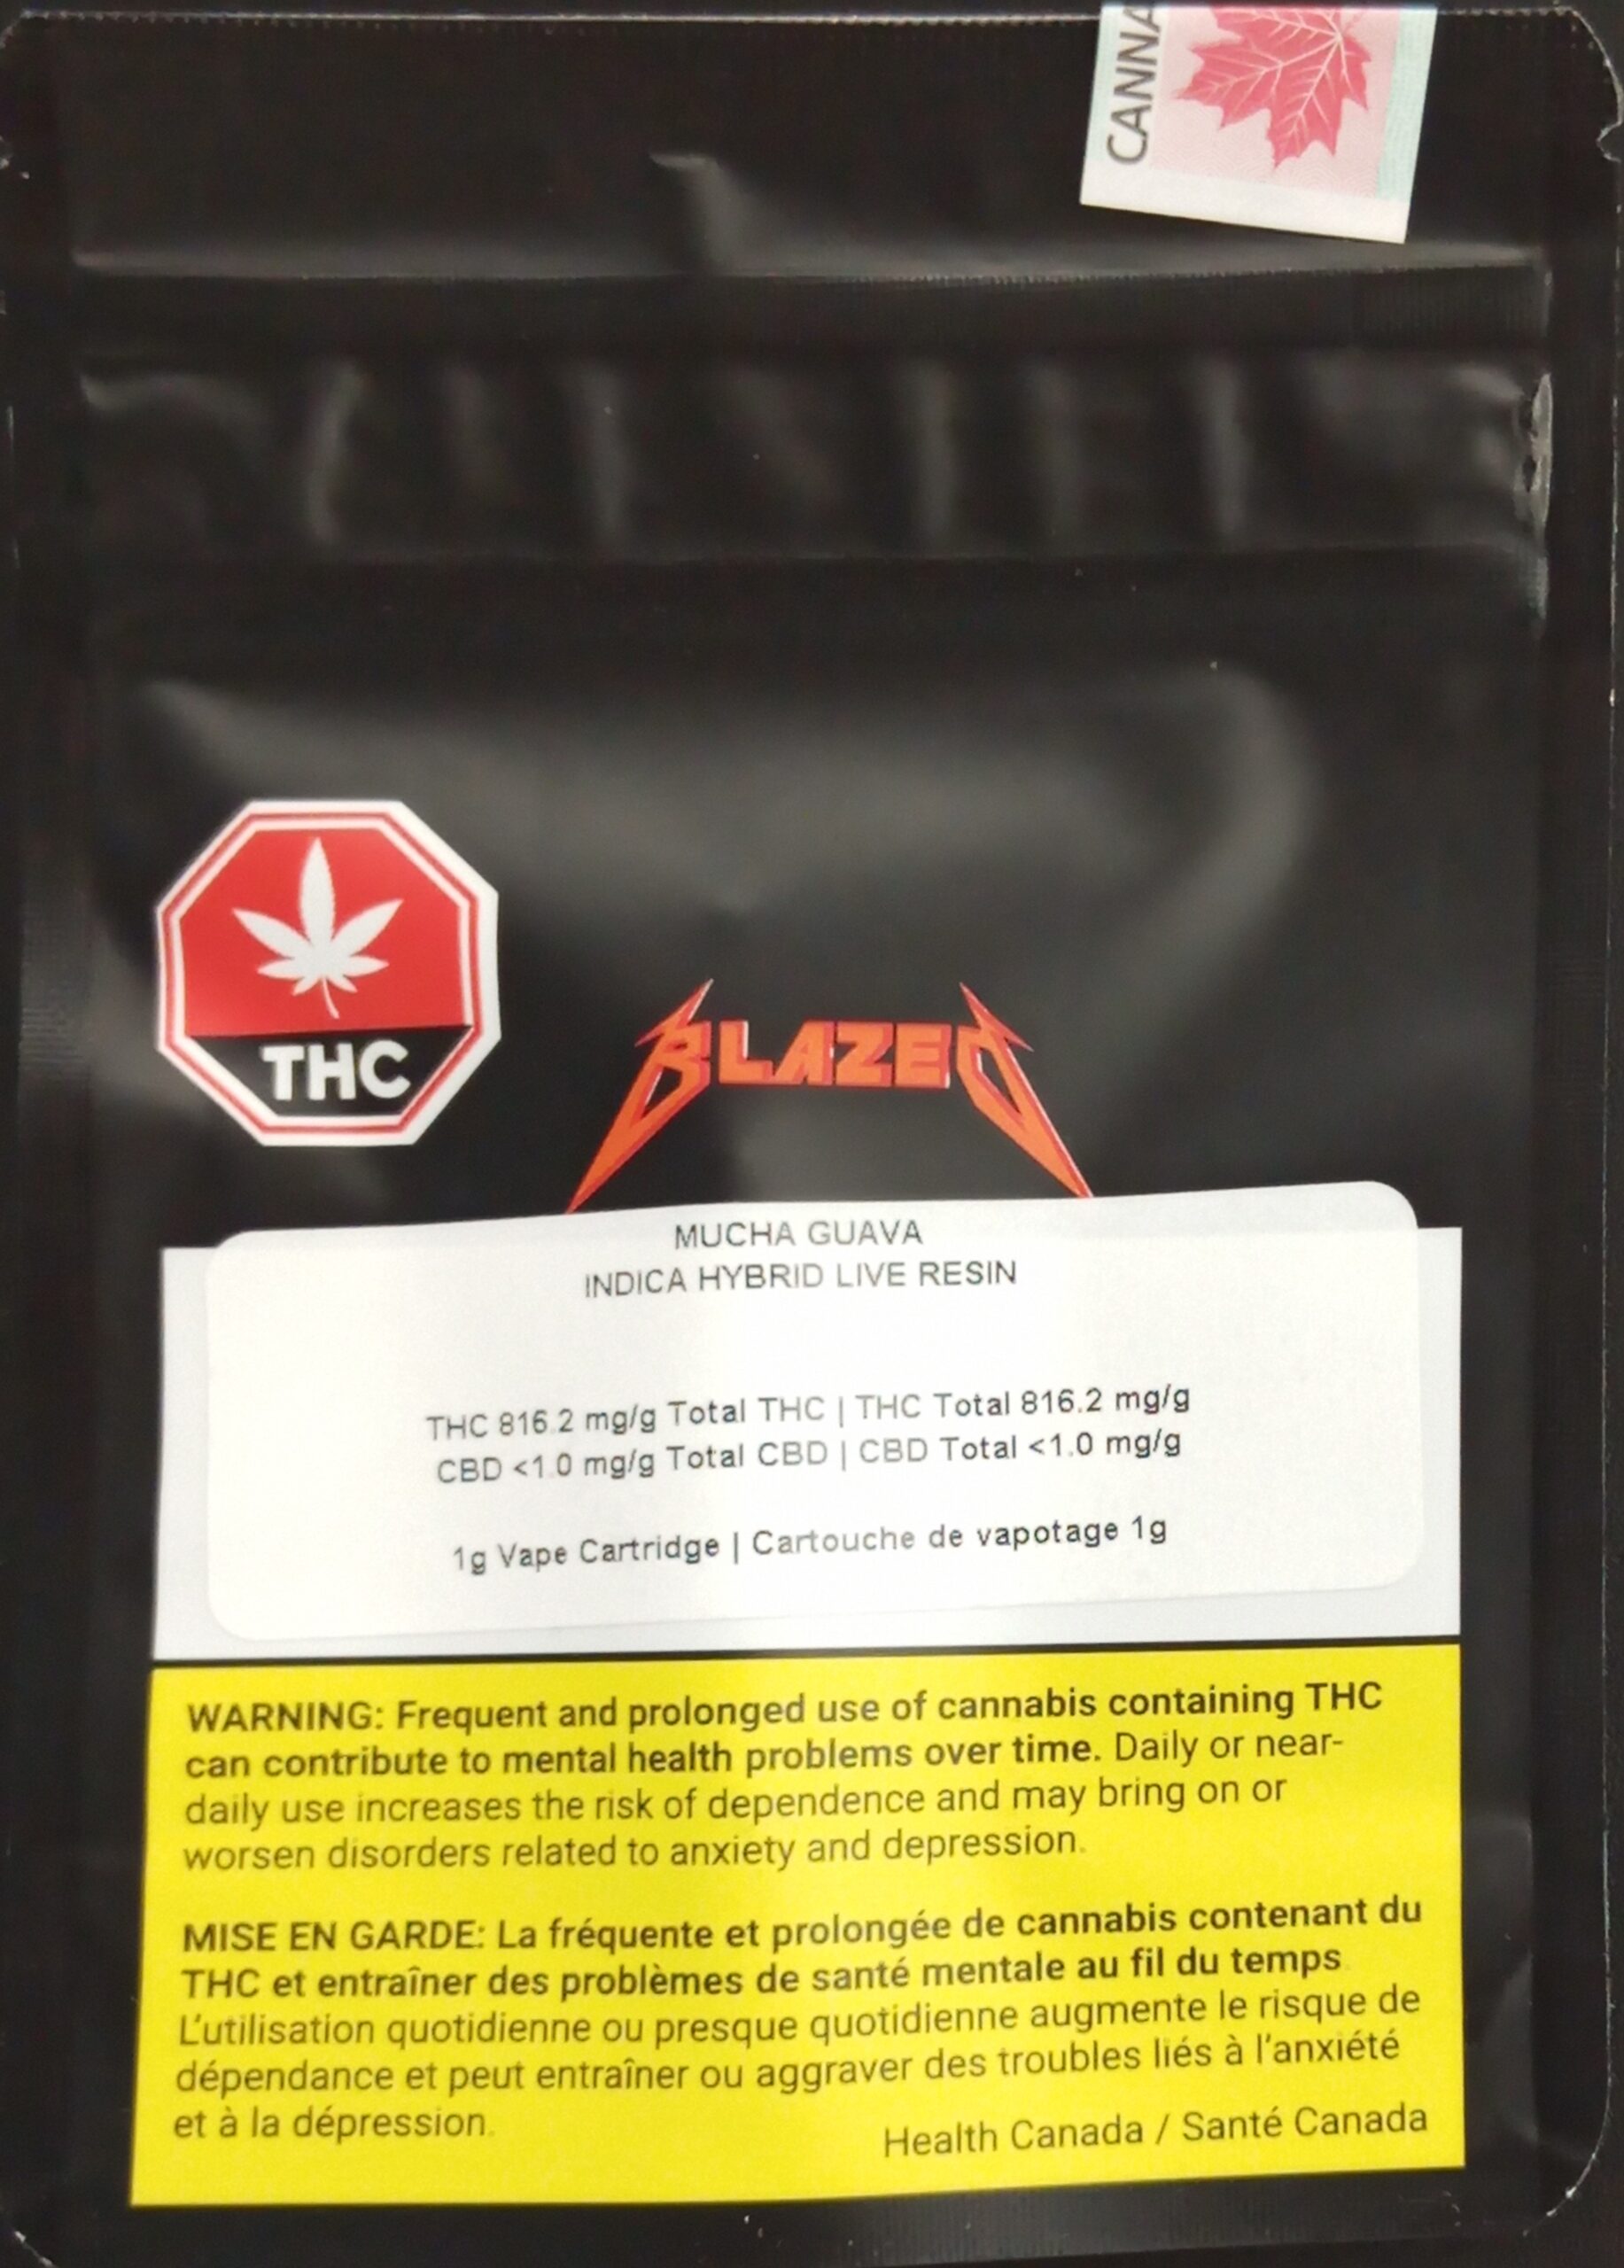 CANNA
THC
BLAZED
MUCHA GUAVA
INDICA HYBRID LIVE RESIN
THC 816.2 mg/g Total THC | THC Total 816.2 mg/g
CBD <1.0 mg/g Total CBD | CBD Total <1.0 mg/g
1g Vape Cartridge | Cartouche de vapotage 1g
WARNING: Frequent and prolonged use of cannabis containing THC
can contribute to mental health problems over time. Daily or near-
daily use increases the risk of dependence and may bring on or
worsen disorders related to anxiety and depression.
MISE EN GARDE: La fréquente et prolongée de cannabis contenant du
THC et entraîner des problèmes de santé mentale au fil du temps.
L'utilisation quotidienne ou presque quotidienne augmente le risque de
dépendance et peut entraîner ou aggraver des troubles liés à l'anxiété
et à la dépression.
Health Canada / Santé Canada